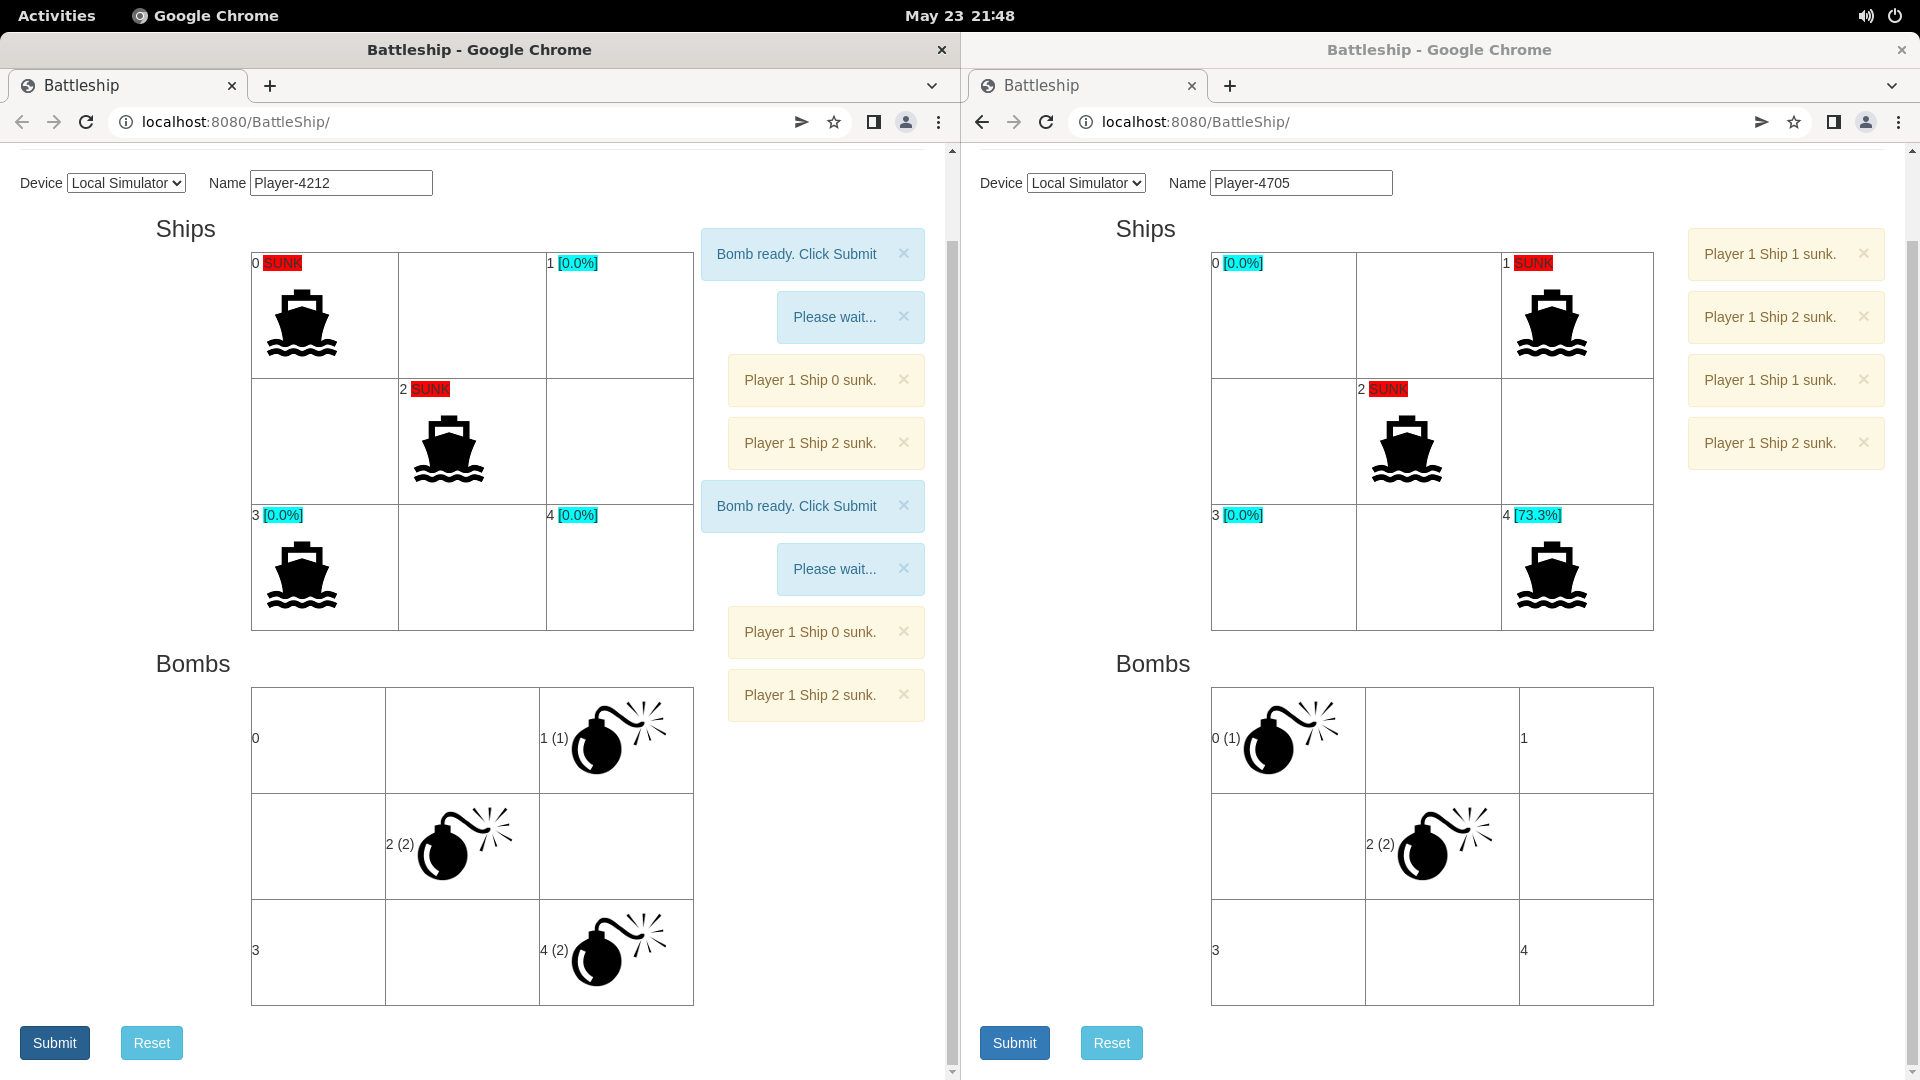 Activities Google Chrome May 23 21:48
Battleship - Google Chrome
Battleship
localhost:8080/BattleShip/
Device Local Simulator Name Player-4212
Ships
0 SUNK
1 [0.0%]
2 SUNK
3 [0.0%]
4 [0.0%]
Bomb ready. Click Submit ×
Please wait... ×
Player 1 Ship 0 sunk. ×
Player 1 Ship 2 sunk. ×
Bomb ready. Click Submit ×
Please wait... ×
Player 1 Ship 0 sunk. ×
Player 1 Ship 2 sunk. ×
Bombs
0
1 (1)
2 (2)
3
4 (2)
Submit Reset
Battleship - Google Chrome
Battleship
localhost:8080/BattleShip/
Device Local Simulator Name Player-4705
Ships
0 [0.0%]
1 SUNK
2 SUNK
3 [0.0%]
4 [73.3%]
Player 1 Ship 1 sunk. ×
Player 1 Ship 2 sunk. ×
Player 1 Ship 1 sunk. ×
Player 1 Ship 2 sunk. ×
Bombs
0 (1)
1
2 (2)
3
4
Submit Reset